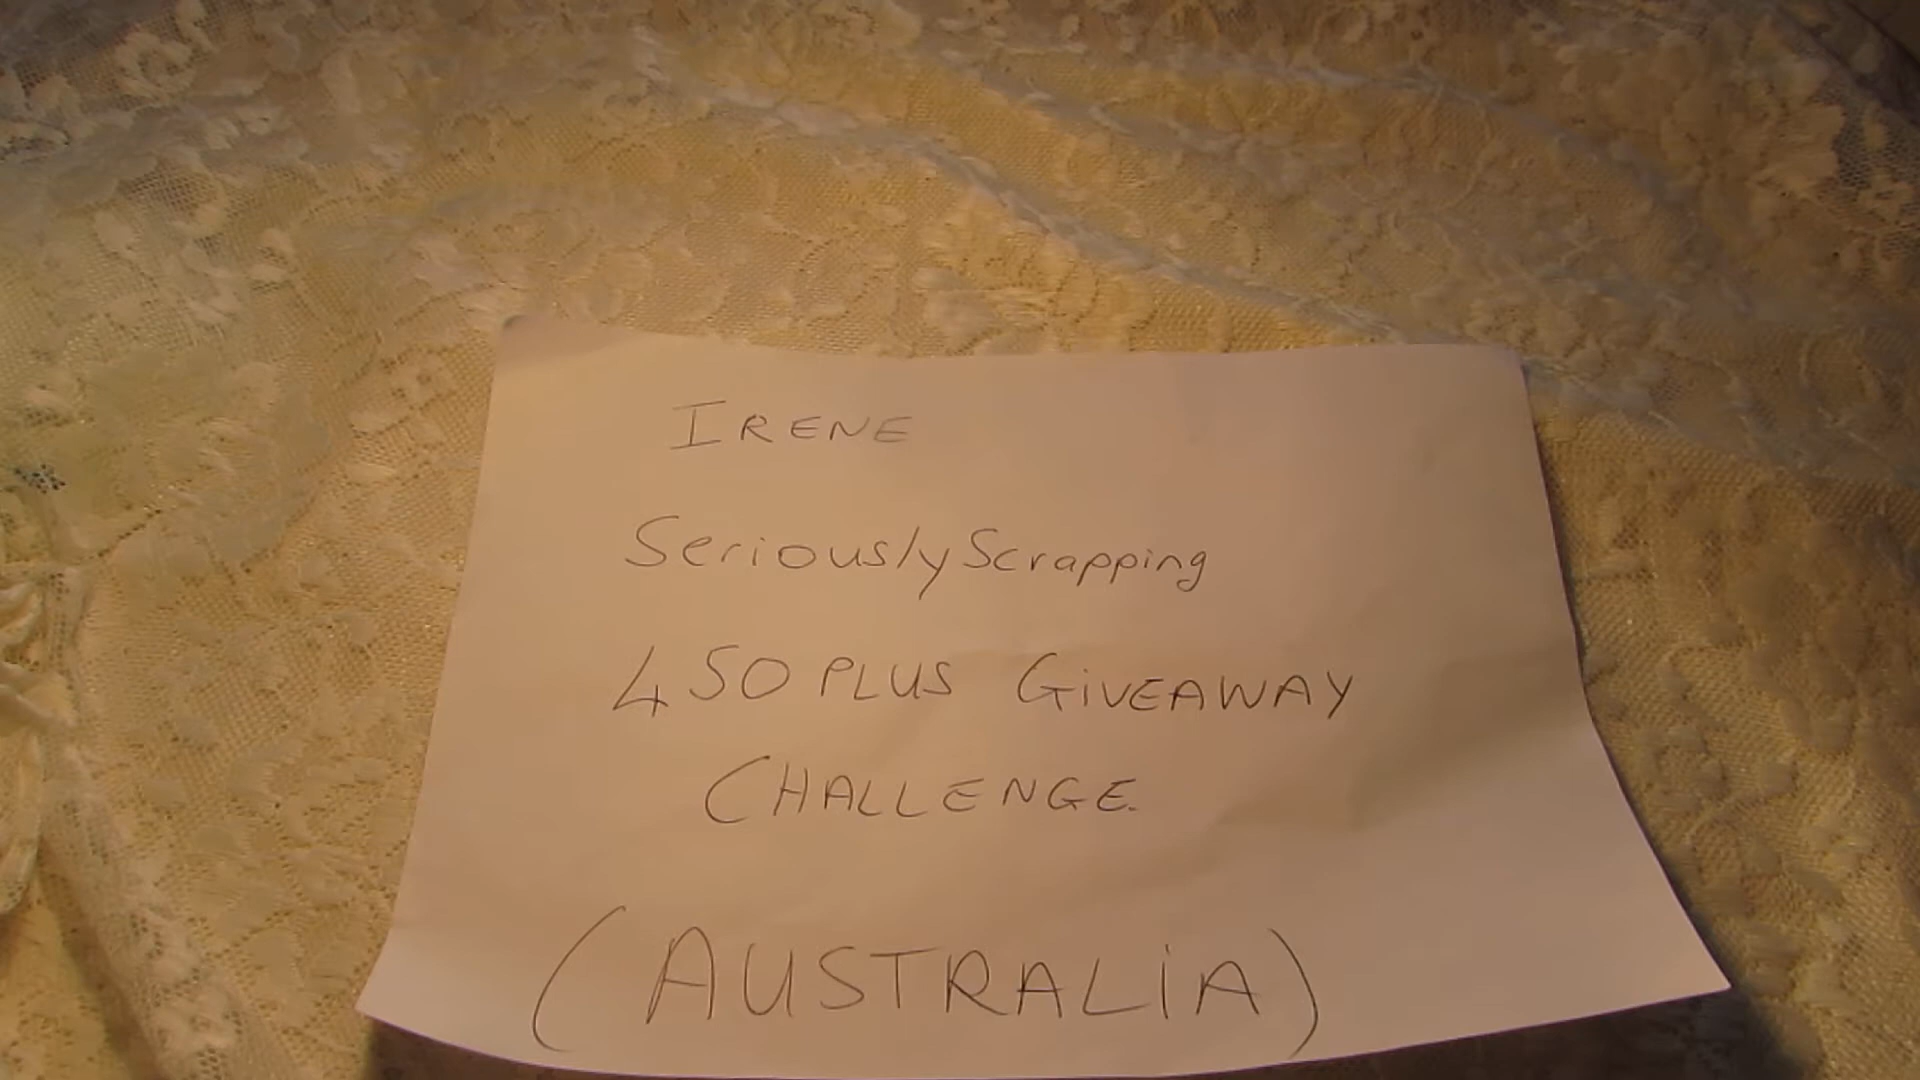 IRENE
SeriouslyScrapping
450 PLUS GiVEAWAY
CHALLENGE.
(AUSTRALiA)